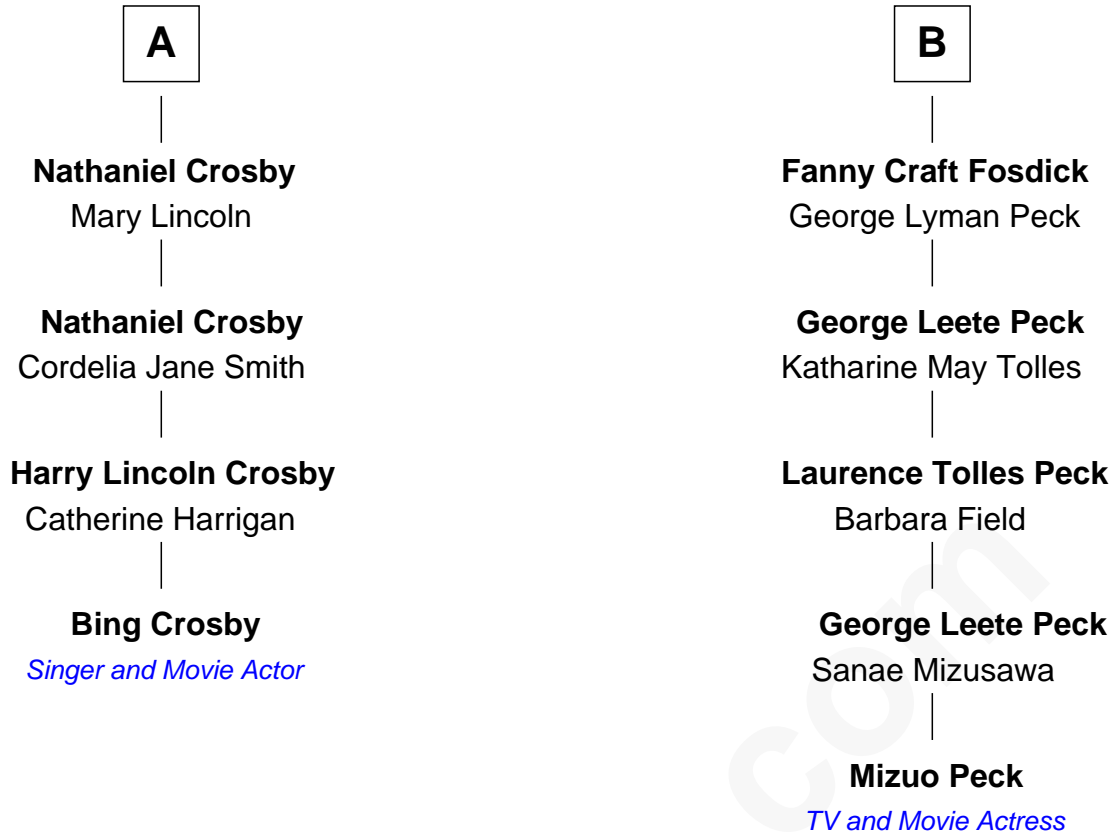 A
Nathaniel Crosby
Mary Lincoln
Nathaniel Crosby
Cordelia Jane Smith
Harry Lincoln Crosby
Catherine Harrigan
Bing Crosby
Singer and Movie Actor
B
Fanny Craft Fosdick
George Lyman Peck
George Leete Peck
Katharine May Tolles
Laurence Tolles Peck
Barbara Field
George Leete Peck
Sanae Mizusawa
Mizuo Peck
TV and Movie Actress
com